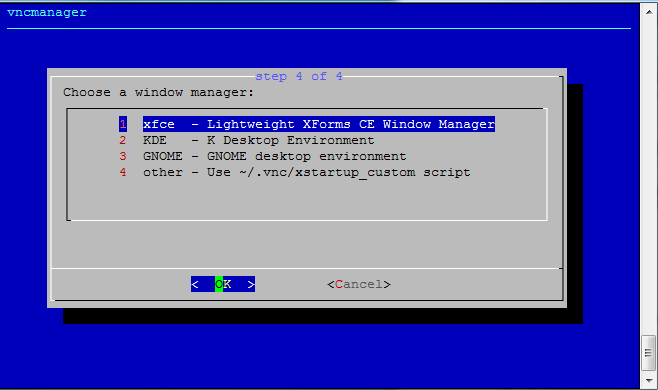 vncmanager
step 4 of 4
Choose a window manager:
1 xfce - Lightweight XForms CE Window Manager
2 KDE - K Desktop Environment
3 GNOME - GNOME desktop environment
4 other - Use ~/.vnc/xstartup_custom script
< OK > <Cancel>